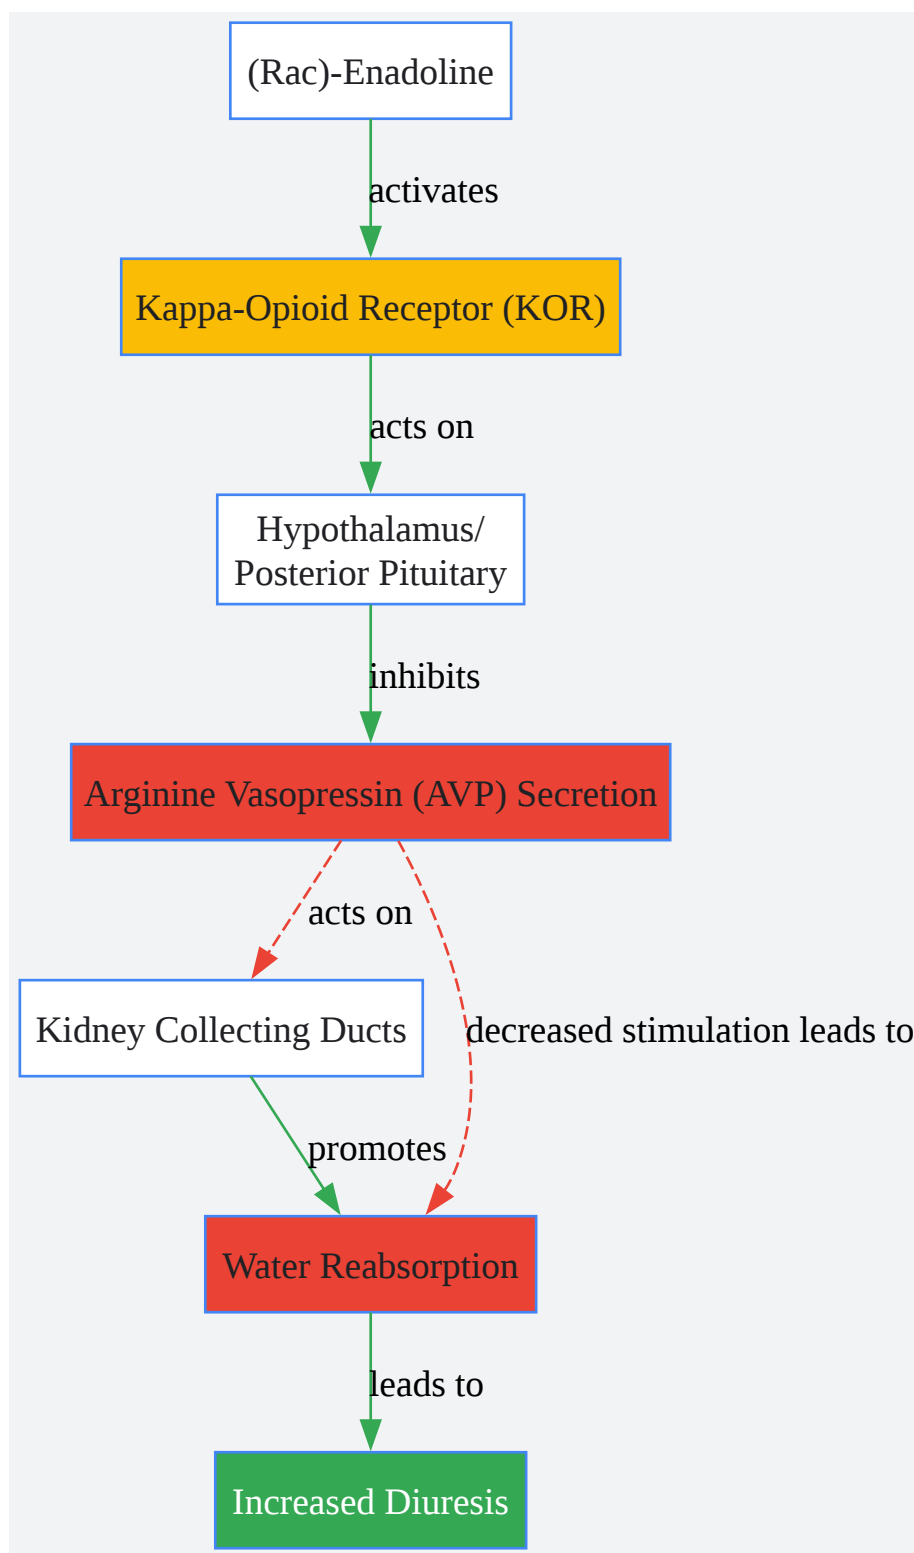 (Rac)-Enadoline
activates
Kappa-Opioid Receptor (KOR)
acts on
Hypothalamus/
Posterior Pituitary
inhibits
Arginine Vasopressin (AVP) Secretion
acts on
Kidney Collecting Ducts
decreased stimulation leads to
promotes
Water Reabsorption
leads to
Increased Diuresis